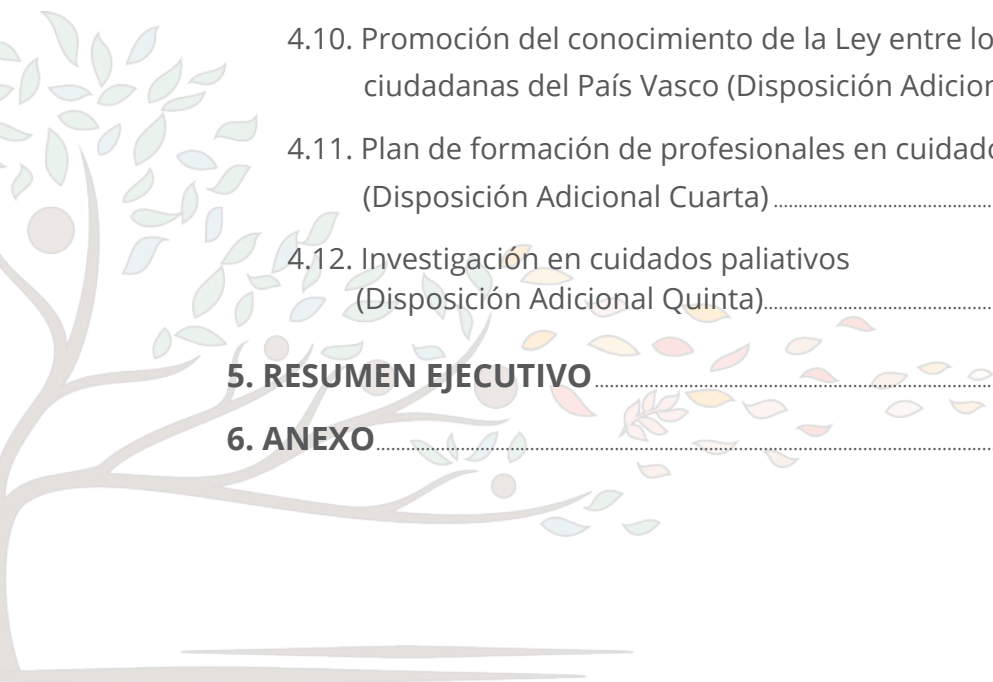 4.10. Promoción del conocimiento de la Ley entre lo
ciudadanas del País Vasco (Disposición Adicion
4.11. Plan de formación de profesionales en cuidado
(Disposición Adicional Cuarta)
4.12. Investigación en cuidados paliativos
(Disposición Adicional Quinta)
5. RESUMEN EJECUTIVO
6. ANEXO